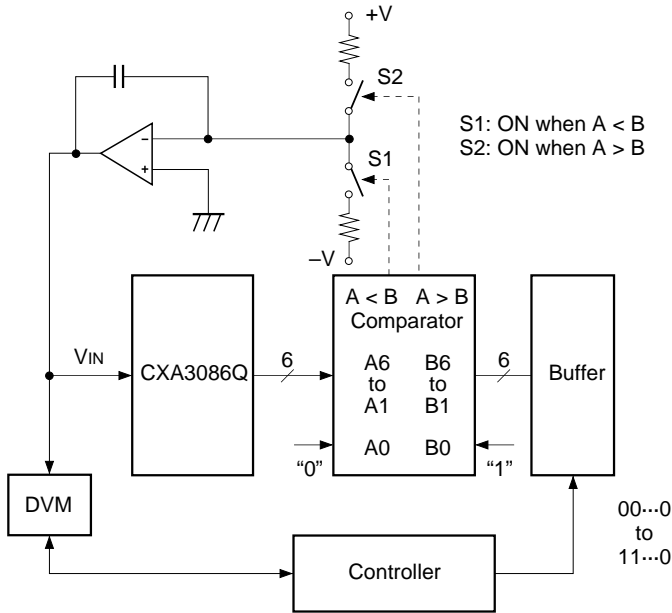 +V
S2
S1: ON when A < B
S2: ON when A > B
–
+
S1
–V
A < B A > B
Comparator
VIN
CXA3086Q
6
A6
to
A1
B6
to
B1
6
Buffer
"0"
A0
B0
"1"
DVM
Controller
00···0
to
11···0